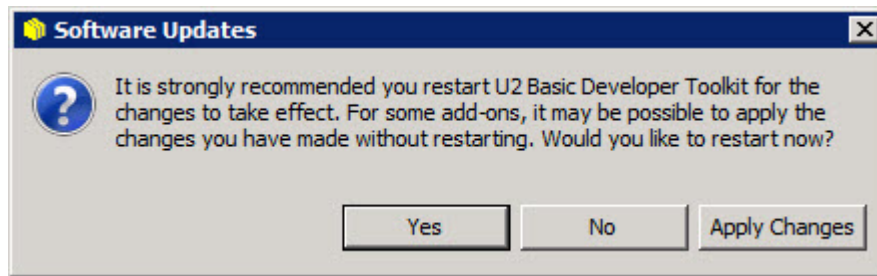 Software Updates
It is strongly recommended you restart U2 Basic Developer Toolkit for the
changes to take effect. For some add-ons, it may be possible to apply the
changes you have made without restarting. Would you like to restart now?
Yes No Apply Changes